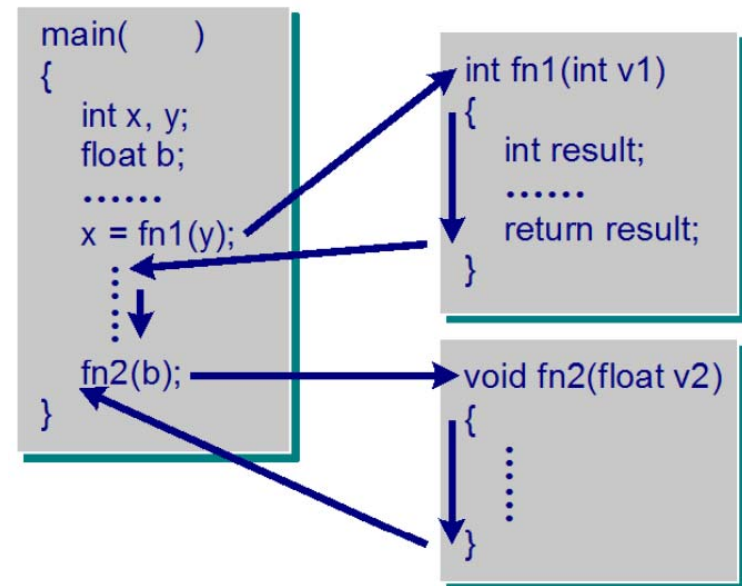 main(      )
{
int x, y;
float b;
......
x = fn1(y);
fn2(b);
}
int fn1(int v1)
{
int result;
......
return result;
}
void fn2(float v2)
{
}